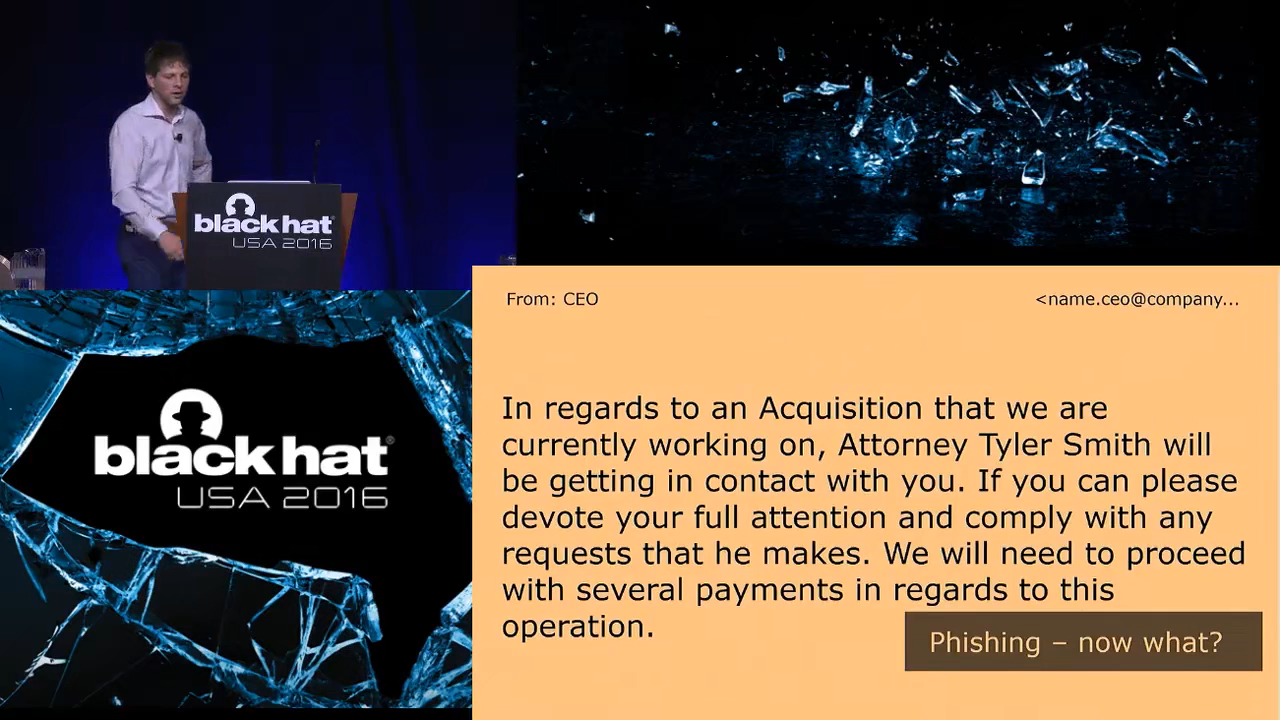 black hat
USA 2016
From: CEO
<name.ceo@company...
In regards to an Acquisition that we are
currently working on, Attorney Tyler Smith will
be getting in contact with you. If you can please
devote your full attention and comply with any
requests that he makes. We will need to proceed
with several payments in regards to this
operation.
Phishing – now what?
black hat®
USA 2016